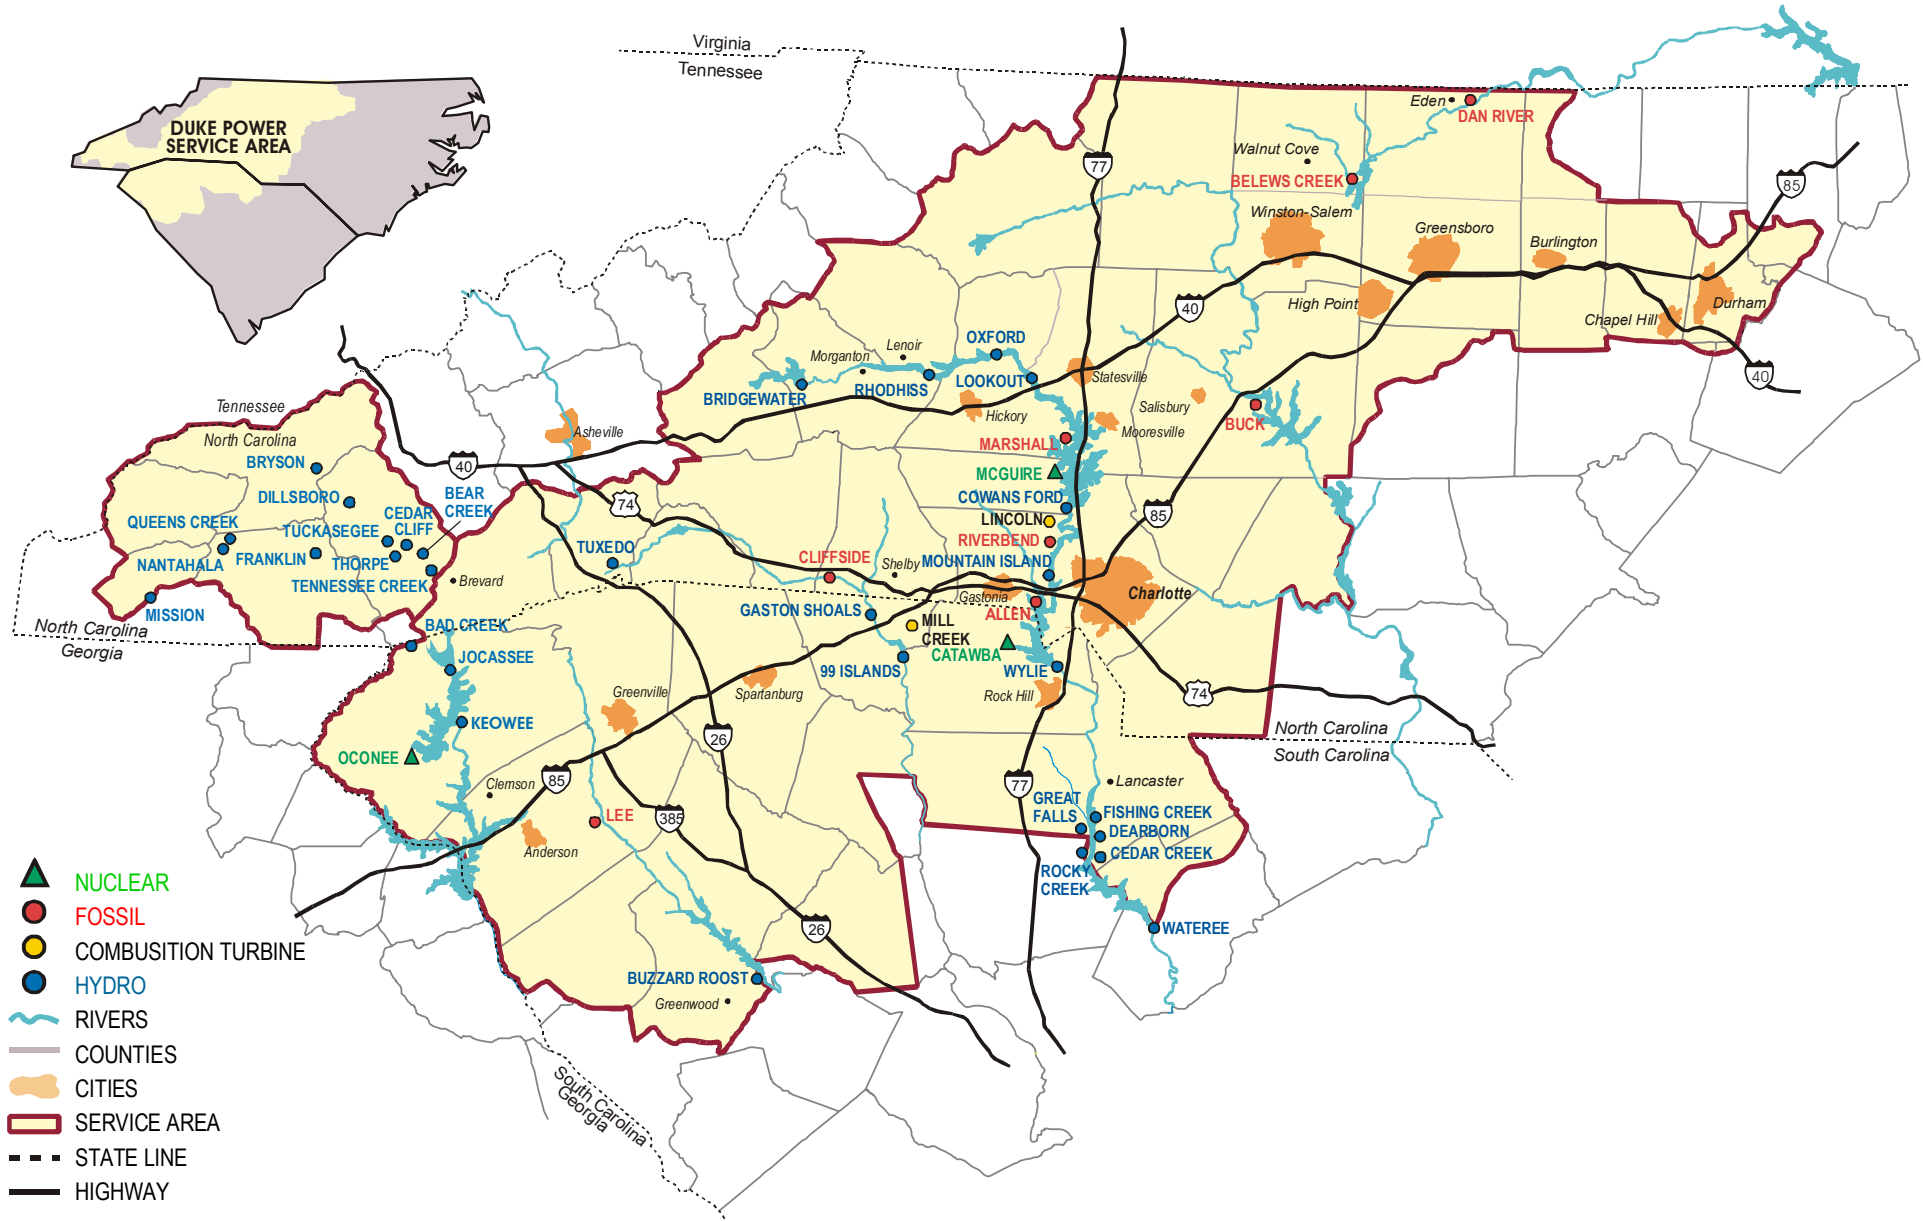 Virginia
Tennessee
DUKE POWER
SERVICE AREA
77
Eden
DAN RIVER
Walnut Cove
BELEWS CREEK
85
Winston-Salem
Greensboro
Burlington
High Point
Chapel Hill
Durham
40
40
OXFORD
Lenoir
Morganton
BRIDGEWATER
RHODHISS
LOOKOUT
Statesville
Hickory
Salisbury
Mooresville
BUCK
MARSHALL
MCGUIRE
COWANS FORD
LINCOLN
RIVERBEND
MOUNTAIN ISLAND
85
Tennessee
North Carolina
Asheville
40
74
BRYSON
DILLSBORO
BEAR
CREEK
CEDAR
CLIFF
QUEENS CREEK
TUCKASEGEE
NANTAHALA
FRANKLIN
THORPE
TENNESSEE CREEK
Brevard
MISSION
TUXEDO
CLIFFSIDE
Shelby
Gastonia
Charlotte
ALLEN
GASTON SHOALS
MILL
CREEK
CATAWBA
99 ISLANDS
WYLIE
Rock Hill
74
North Carolina
Georgia
BAD CREEK
JOCASSEE
KEOWEE
OCONEE
Greenville
Spartanburg
26
North Carolina
South Carolina
Clemson
85
385
LEE
Anderson
77
Lancaster
GREAT
FALLS
FISHING CREEK
DEARBORN
CEDAR CREEK
ROCKY
CREEK
WATEREE
26
BUZZARD ROOST
Greenwood
South Carolina
Georgia
NUCLEAR
FOSSIL
COMBUSITION TURBINE
HYDRO
RIVERS
COUNTIES
CITIES
SERVICE AREA
STATE LINE
HIGHWAY